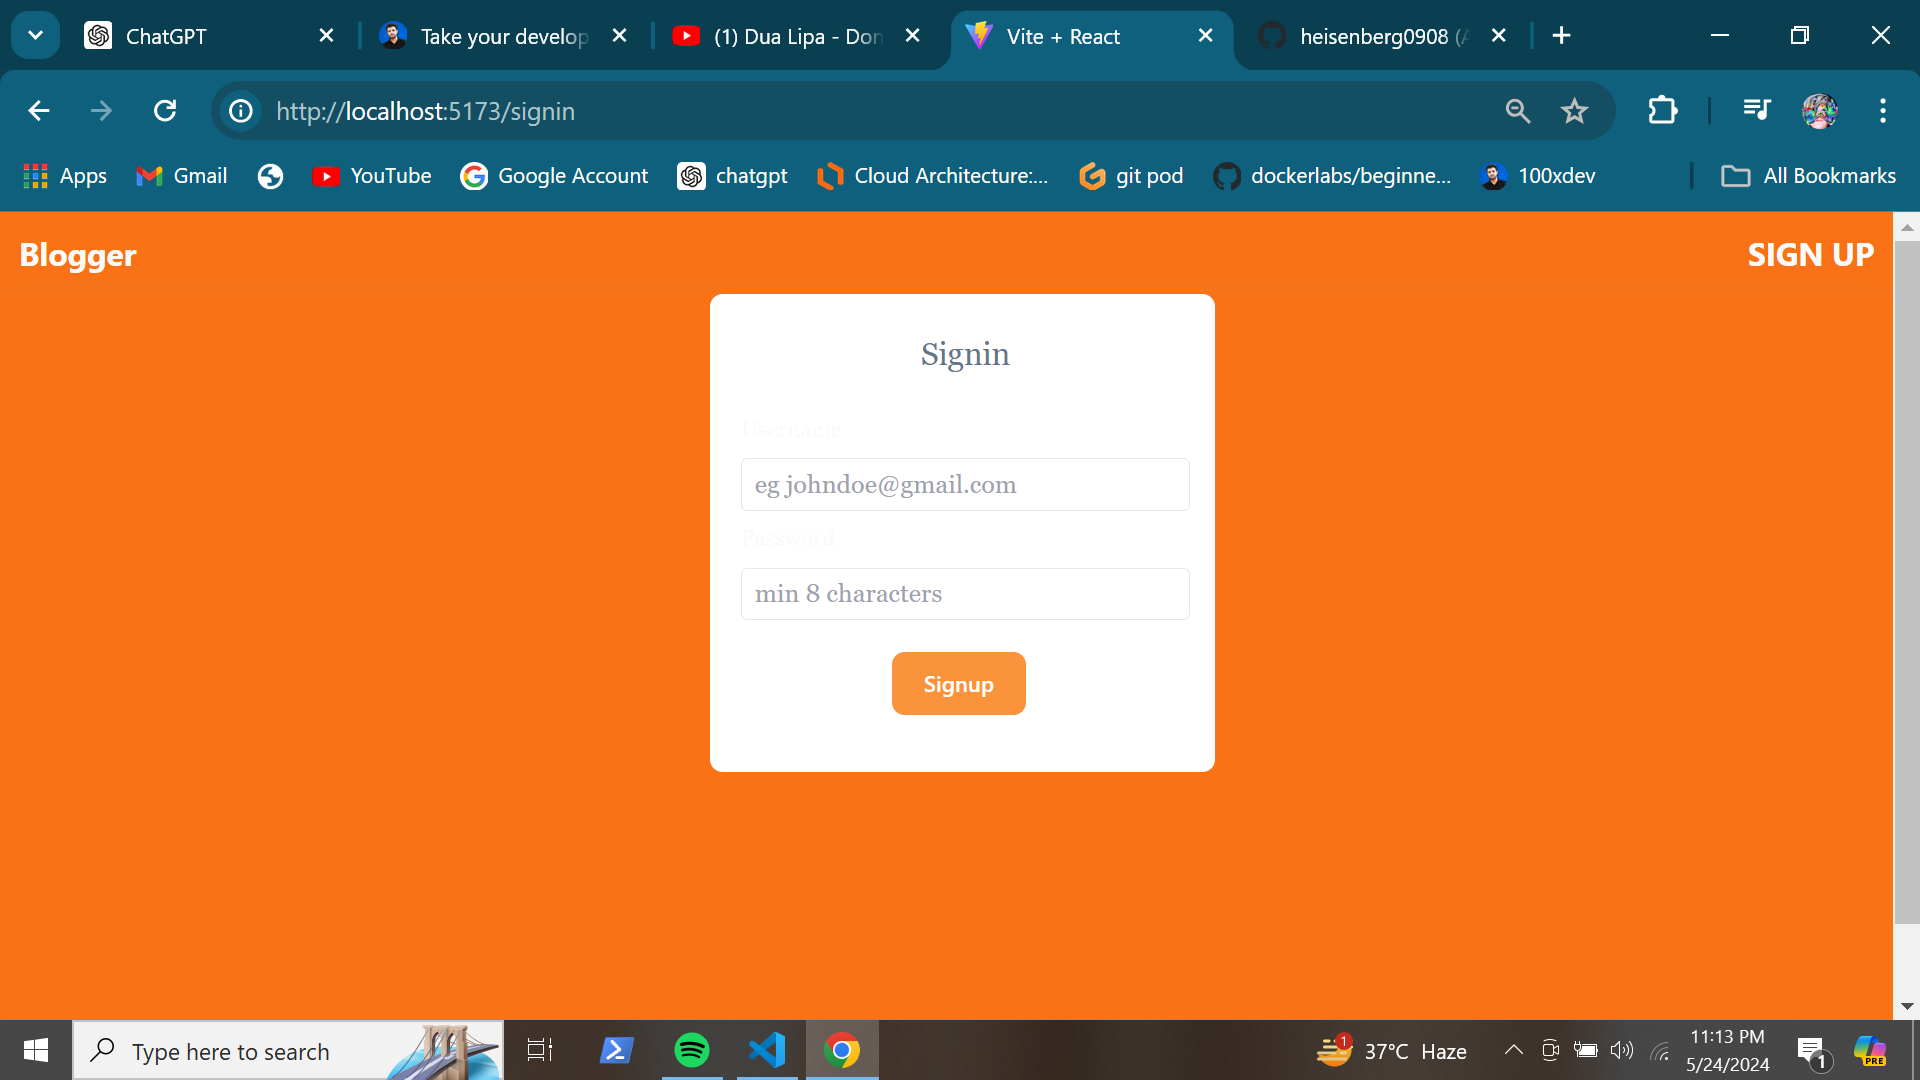 ChatGPT
Take your develop
(1) Dua Lipa - Don
Vite + React
heisenberg0908 (A
http://localhost:5173/signin
Apps
Gmail
YouTube
Google Account
chatgpt
Cloud Architecture:...
git pod
dockerlabs/beginne...
100xdev
All Bookmarks
Blogger
SIGN UP
Signin
Username
eg johndoe@gmail.com
Password
min 8 characters
Signup
Type here to search
1
37°C Haze
11:13 PM
5/24/2024
1
PRE